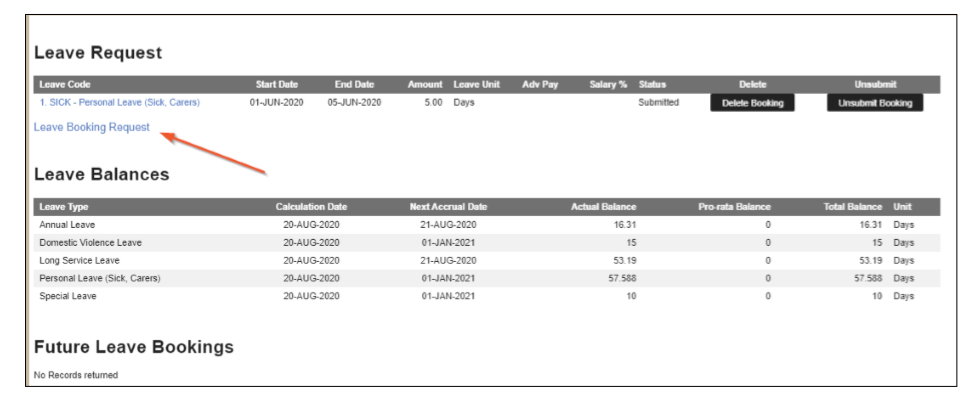 Leave Request
Leave Code Start Date End Date Amount Leave Unit Adv Pay Salary % Status Delete Unsubmit
1. SICK - Personal Leave (Sick, Carers) 01-JUN-2020 05-JUN-2020 5.00 Days Submitted Delete Booking Unsubmit Booking
Leave Booking Request
Leave Balances
Leave Type Calculation Date Next Accrual Date Actual Balance Pro-rata Balance Total Balance Unit
Annual Leave 20-AUG-2020 21-AUG-2020 16.31 0 16.31 Days
Domestic Violence Leave 20-AUG-2020 01-JAN-2021 15 0 15 Days
Long Service Leave 20-AUG-2020 21-AUG-2020 53.19 0 53.19 Days
Personal Leave (Sick, Carers) 20-AUG-2020 01-JAN-2021 57.588 0 57.588 Days
Special Leave 20-AUG-2020 01-JAN-2021 10 0 10 Days
Future Leave Bookings
No Records returned